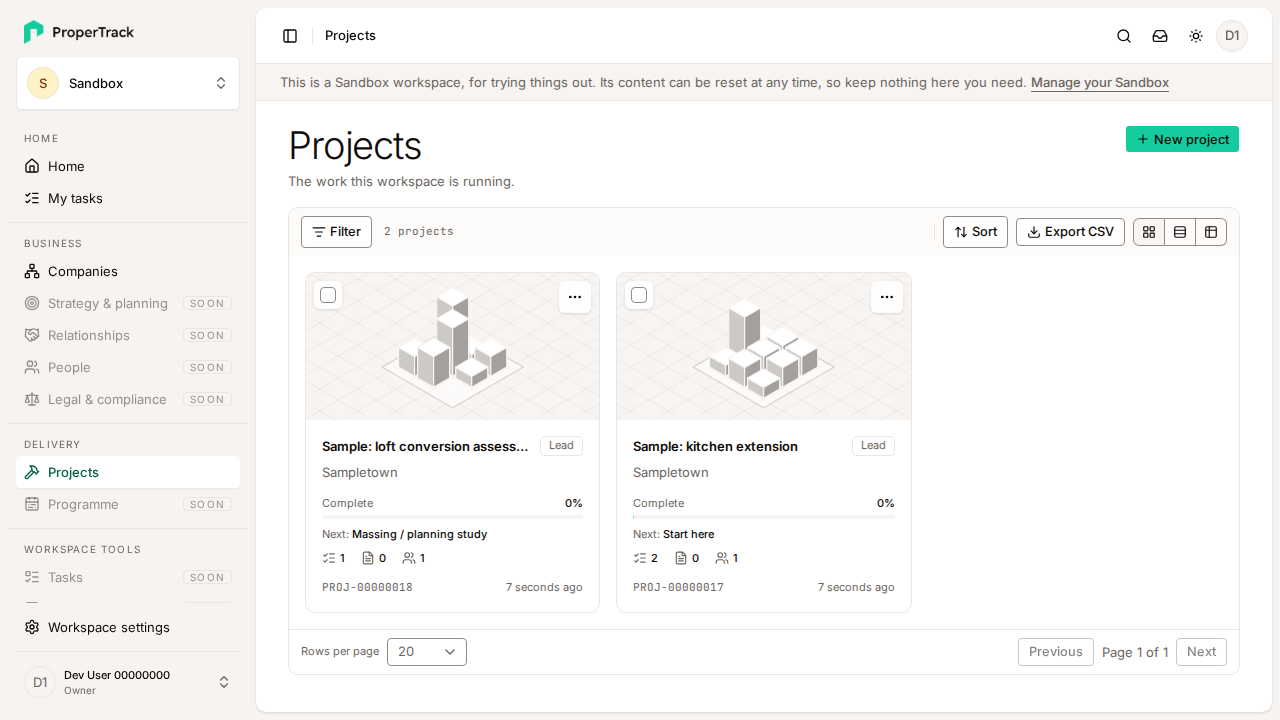 ProperTrack
S
Sandbox
HOME
Home
My tasks
BUSINESS
Companies
Strategy & planning SOON
Relationships SOON
People SOON
Legal & compliance SOON
DELIVERY
Projects
Programme SOON
WORKSPACE TOOLS
Tasks SOON
Workspace settings
D1
Dev User 00000000
Owner
Projects
D1
This is a Sandbox workspace, for trying things out. Its content can be reset at any time, so keep nothing here you need. Manage your Sandbox
Projects
New project
The work this workspace is running.
Filter
2 projects
Sort
Export CSV
Sample: loft conversion assess... Lead
Sampletown
Complete 0%
Next: Massing / planning study
1 0 1
PROJ-00000018 7 seconds ago
Sample: kitchen extension Lead
Sampletown
Complete 0%
Next: Start here
2 0 1
PROJ-00000017 7 seconds ago
Rows per page 20
Previous Page 1 of 1 Next